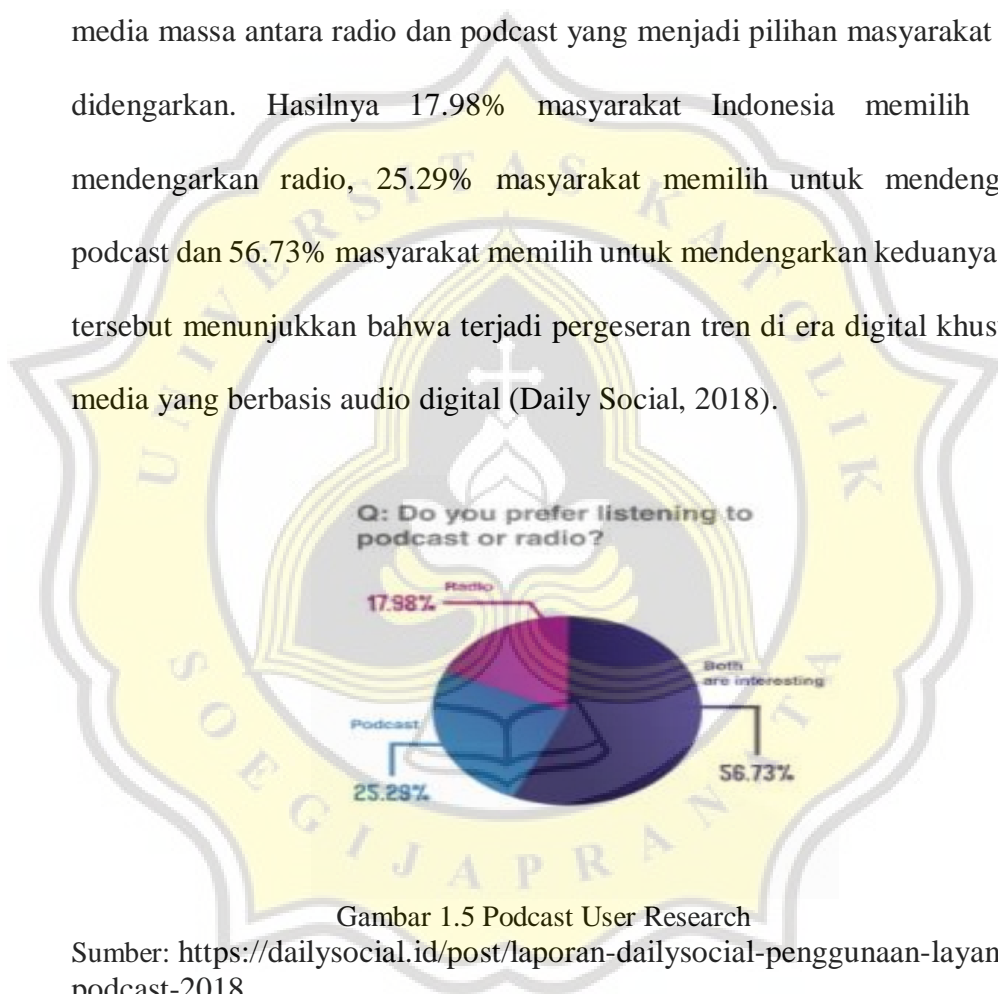 media massa antara radio dan podcast yang menjadi pilihan masyarakat
didengarkan. Hasilnya 17.98% masyarakat Indonesia memilih
mendengarkan radio, 25.29% masyarakat memilih untuk mendeng
podcast dan 56.73% masyarakat memilih untuk mendengarkan keduanya
tersebut menunjukkan bahwa terjadi pergeseran tren di era digital khus
media yang berbasis audio digital (Daily Social, 2018).
UNIVERSITAS KATOLIK
Q: Do you prefer listening to
podcast or radio?
Radio
17.98%
Both
are interesting
Podcast
56.73%
25.29%
SOEGIJAPRANATA
Gambar 1.5 Podcast User Research
Sumber: https://dailysocial.id/post/laporan-dailysocial-penggunaan-layan
podcast-2018